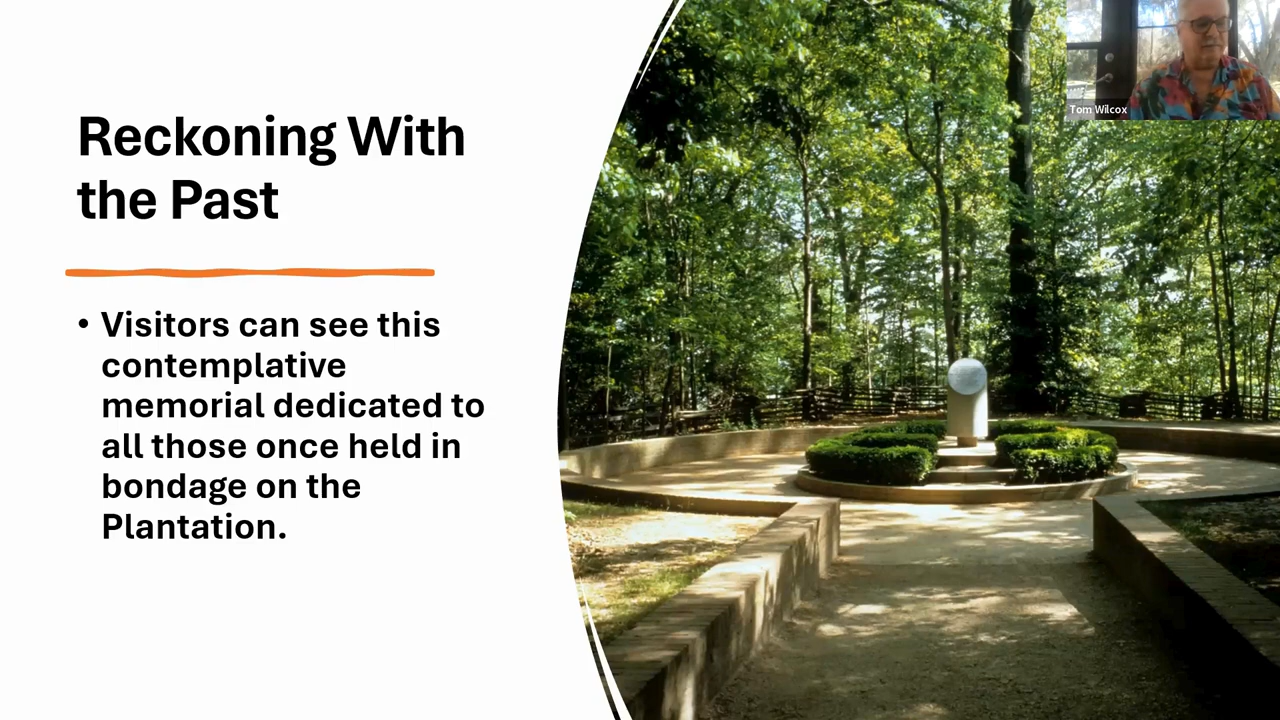 Reckoning With
the Past
• Visitors can see this
contemplative
memorial dedicated to
all those once held in
bondage on the
Plantation.
Tom Wilcox